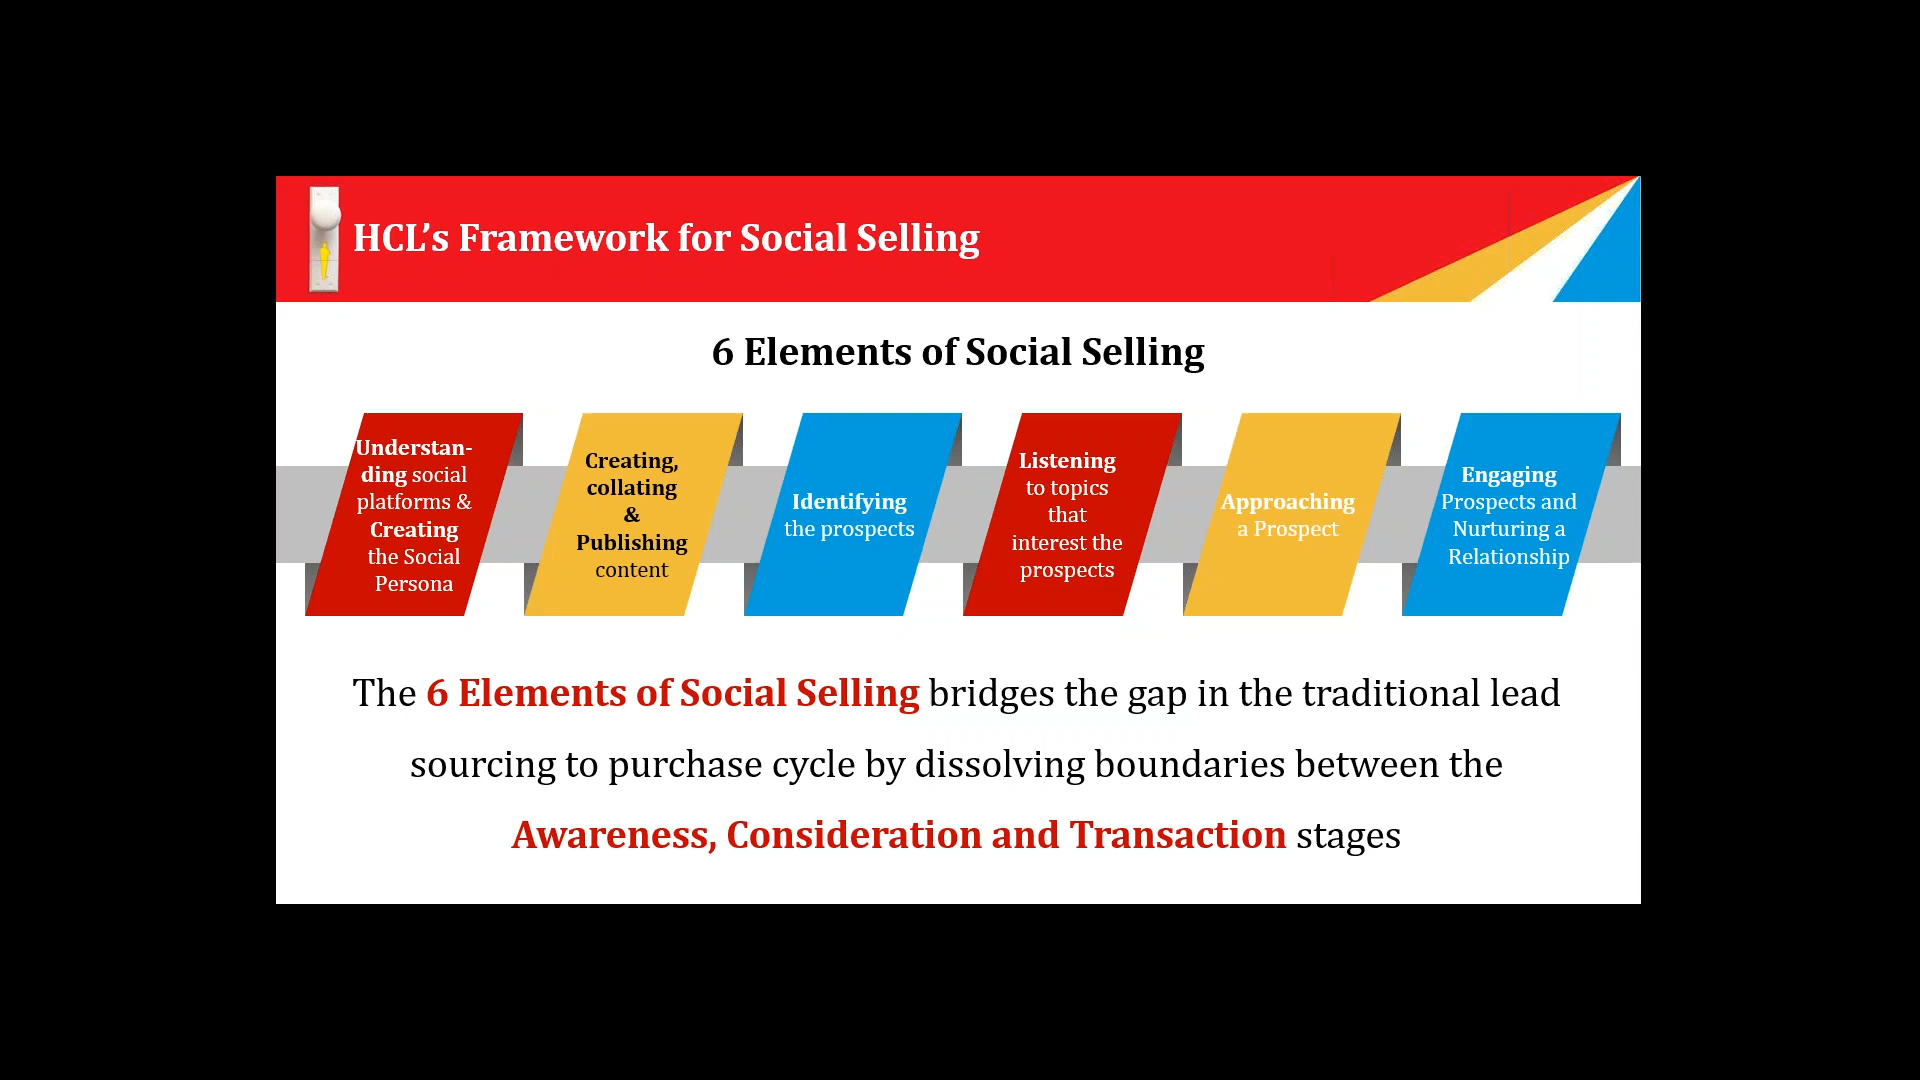 HCL’s Framework for Social Selling
6 Elements of Social Selling
Understan-
ding social
platforms &
Creating
the Social
Persona
Creating,
collating
&
Publishing
content
Identifying
the prospects
Listening
to topics
that
interest the
prospects
Approaching
a Prospect
Engaging
Prospects and
Nurturing a
Relationship
The 6 Elements of Social Selling bridges the gap in the traditional lead
sourcing to purchase cycle by dissolving boundaries between the
Awareness, Consideration and Transaction stages